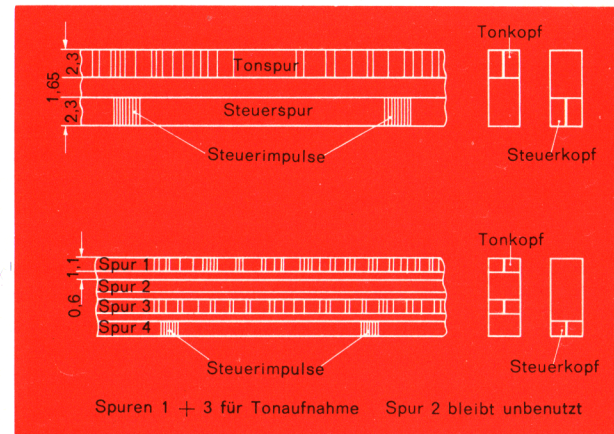 Tonkopf
2,3
Tonspur
1,65
2,3
Steuerspur
Steuerimpulse
Steuerkopf
Tonkopf
1,1
Spur 1
Spur 2
0,6
Spur 3
Spur 4
Steuerimpulse
Steuerkopf
Spuren 1 + 3 für Tonaufnahme Spur 2 bleibt unbenutzt